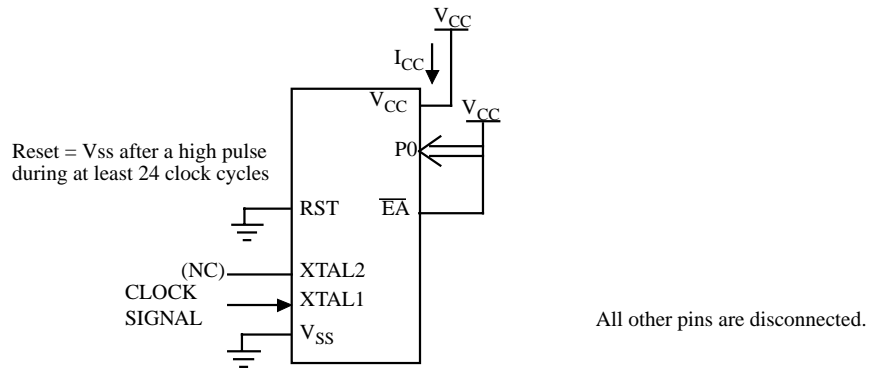 VCC
ICC
VCC
VCC
P0
Reset = Vss after a high pulse
during at least 24 clock cycles
RST
EA
(NC)
XTAL2
CLOCK
SIGNAL
XTAL1
VSS
All other pins are disconnected.